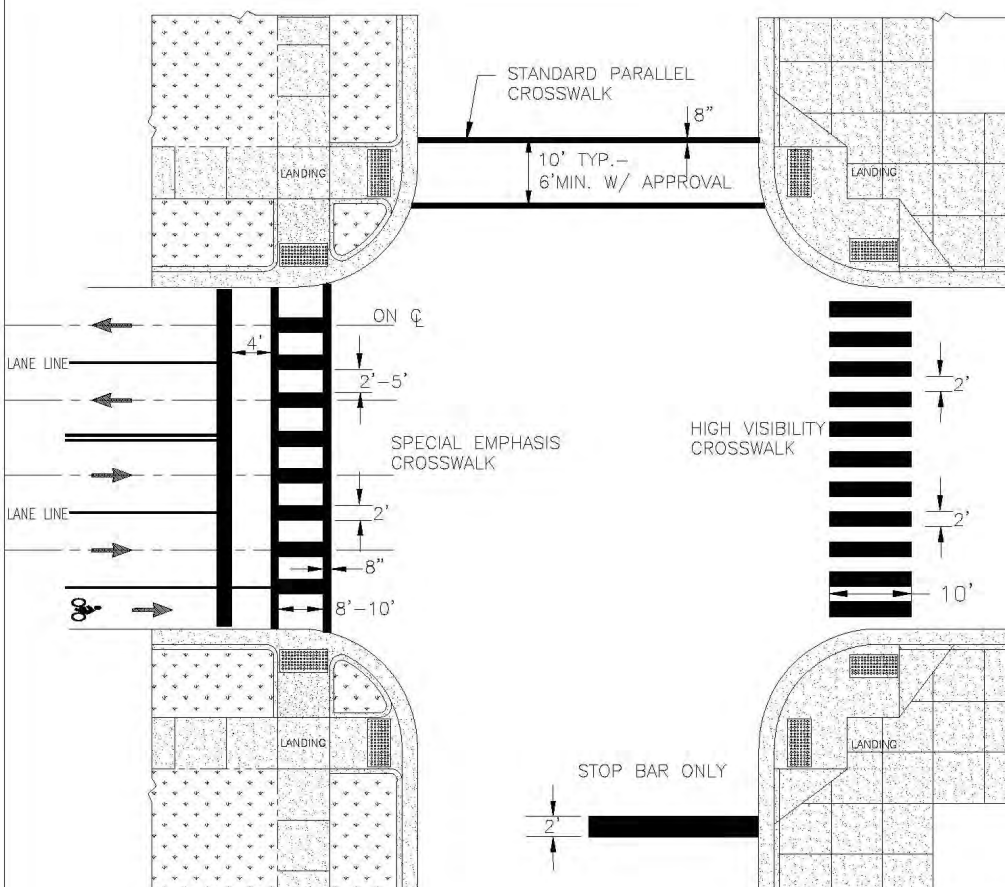 STANDARD PARALLEL
CROSSWALK
8"
10' TYP.–
6'MIN. W/ APPROVAL
LANDING
LANDING
ON ℄
4'
LANE LINE
2'-5'
2'
SPECIAL EMPHASIS
CROSSWALK
HIGH VISIBILITY
CROSSWALK
LANE LINE
2'
2'
8"
8'-10'
10'
LANDING
LANDING
STOP BAR ONLY
2'